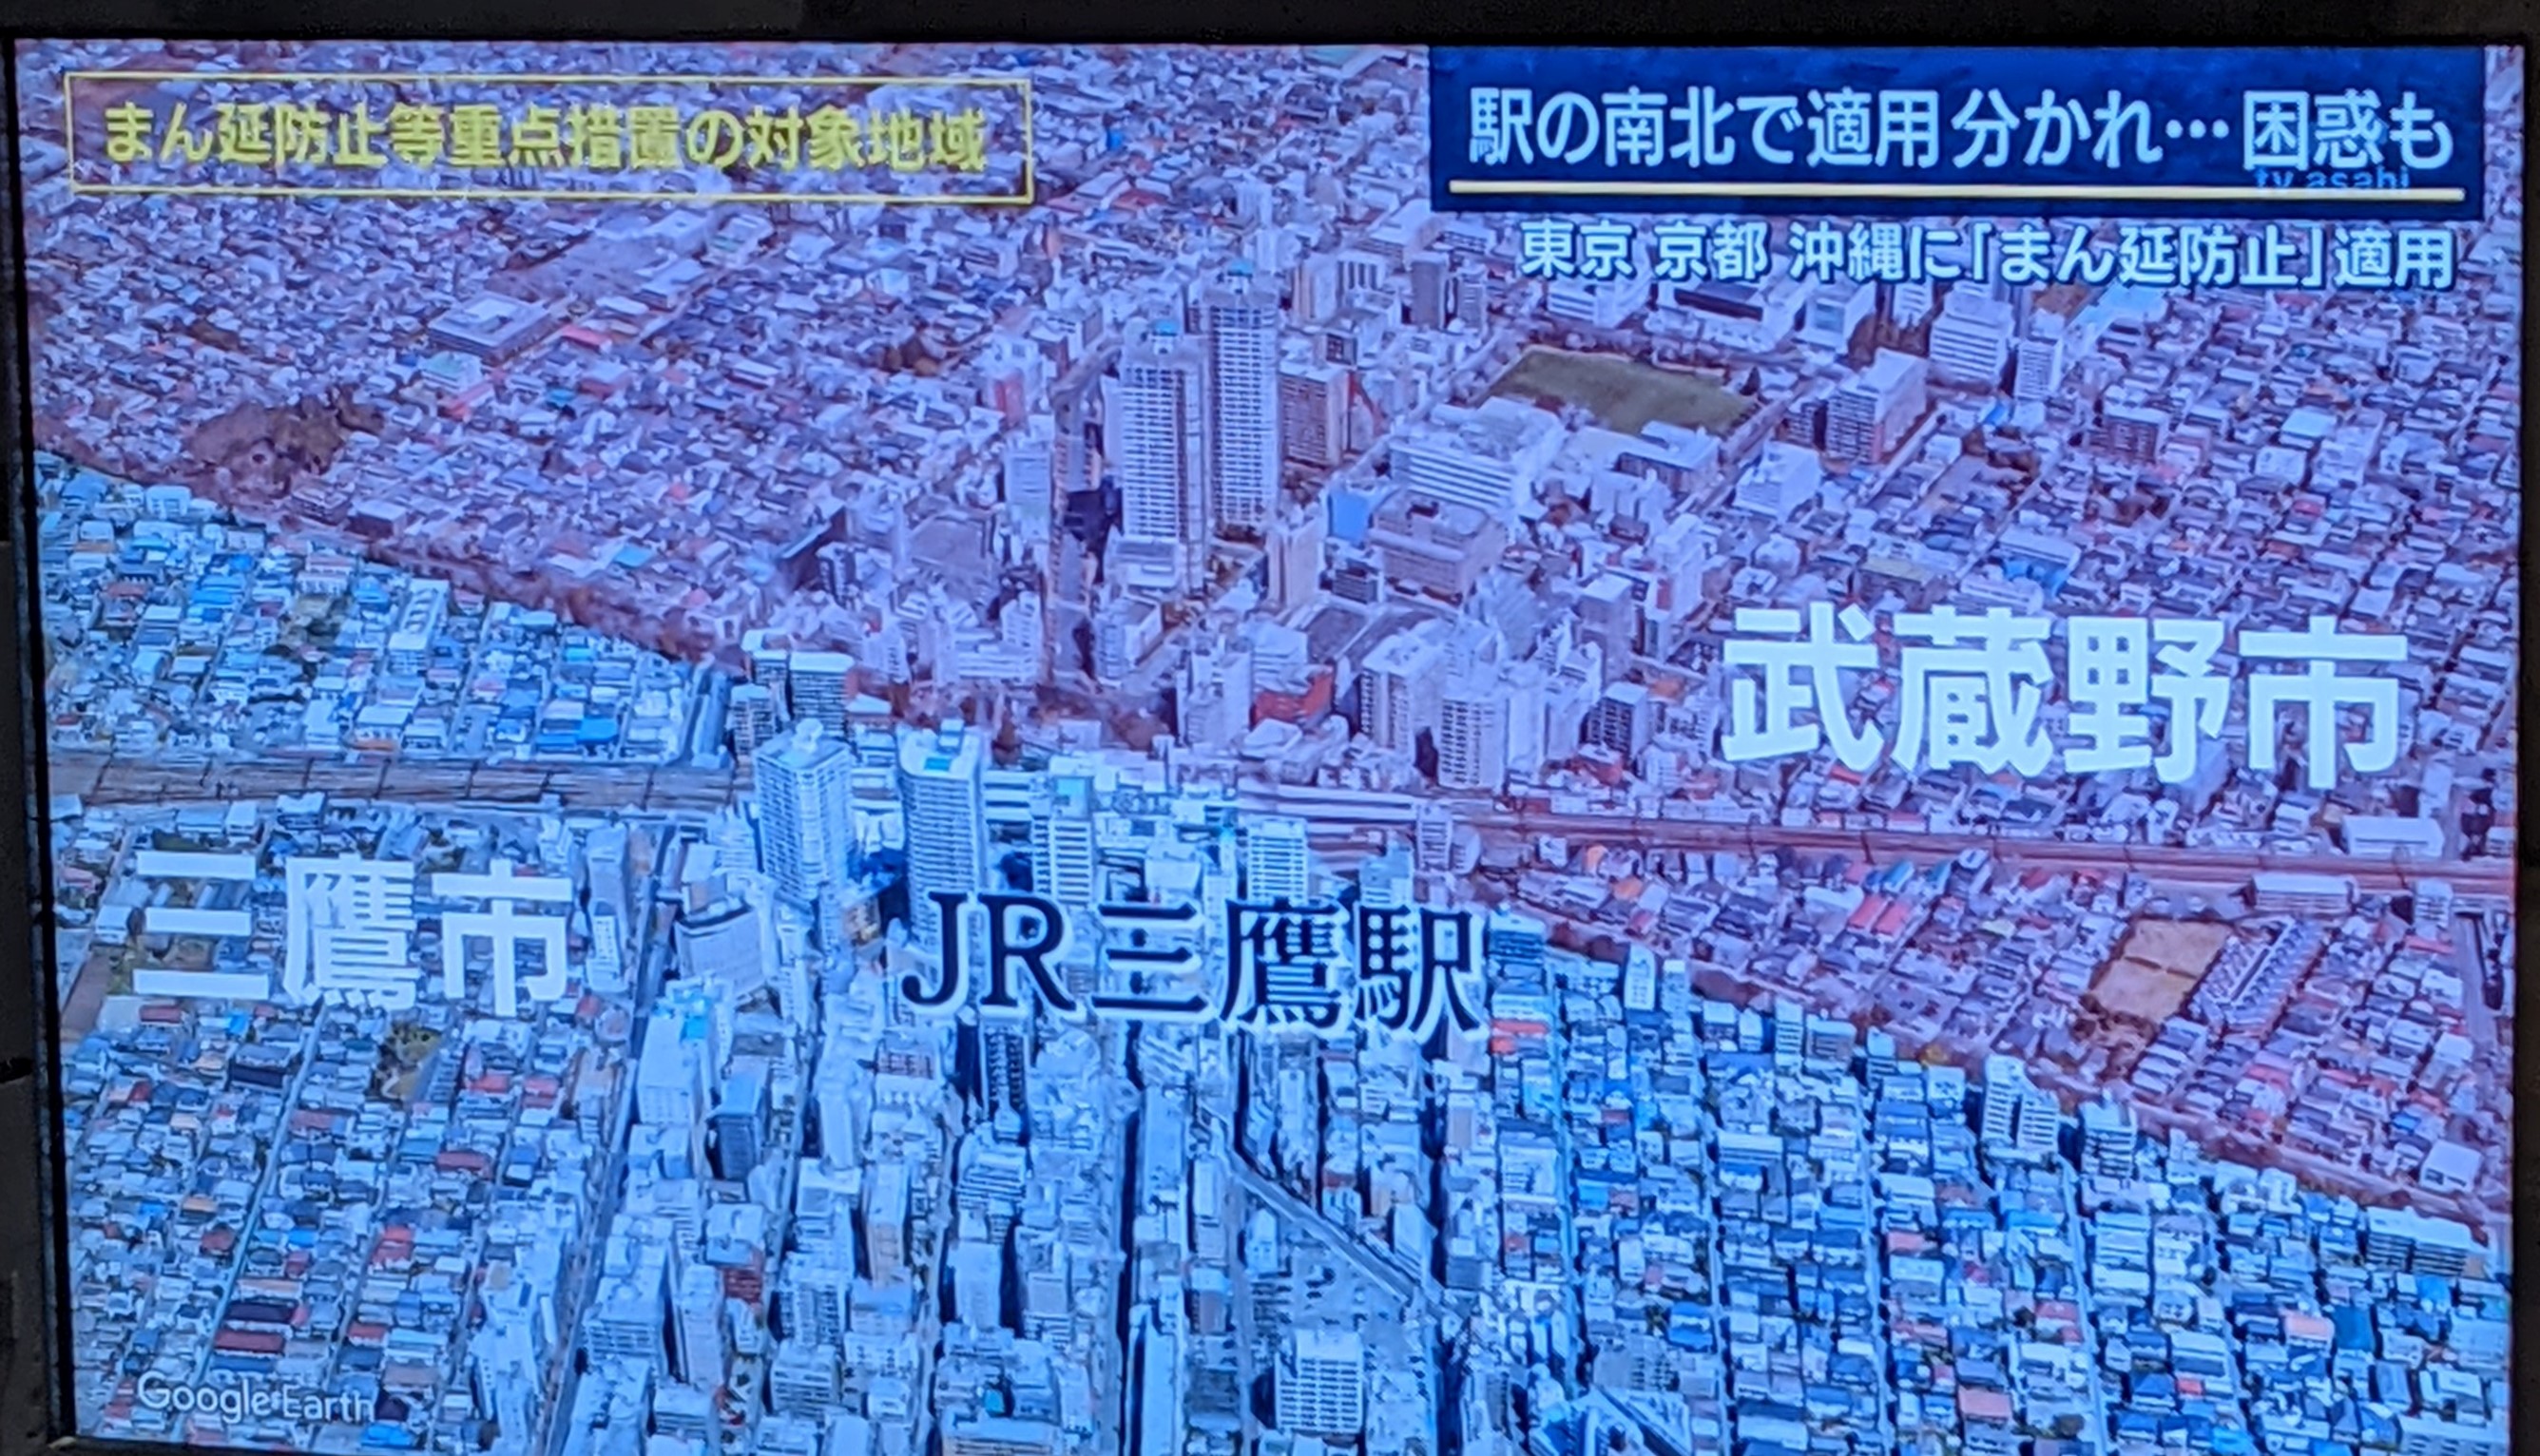 まん延防止等重点措置の対象地域
駅の南北で適用分かれ…困惑も
tv asahi
東京 京都 沖縄に「まん延防止」適用
武蔵野市
三鷹市
JR三鷹駅
Google Earth